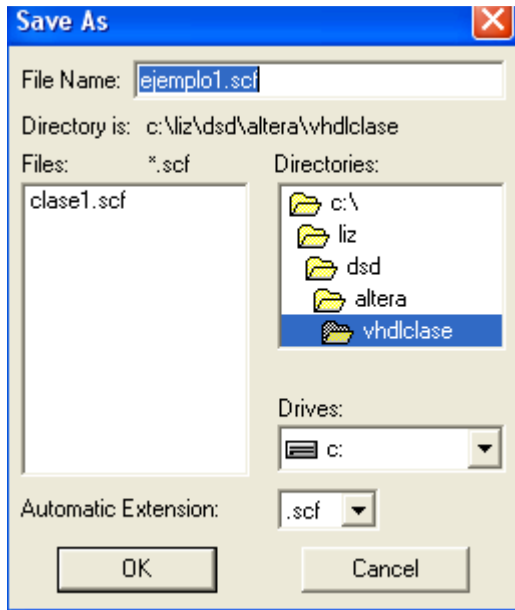 Save As
File Name: ejemplo1.scf
Directory is: c:\liz\dsd\altera\vhdlclase
Files: *.scf
Directories:
clase1.scf
c:\
liz
dsd
altera
vhdlclase
Drives:
c:
Automatic Extension: .scf
OK
Cancel